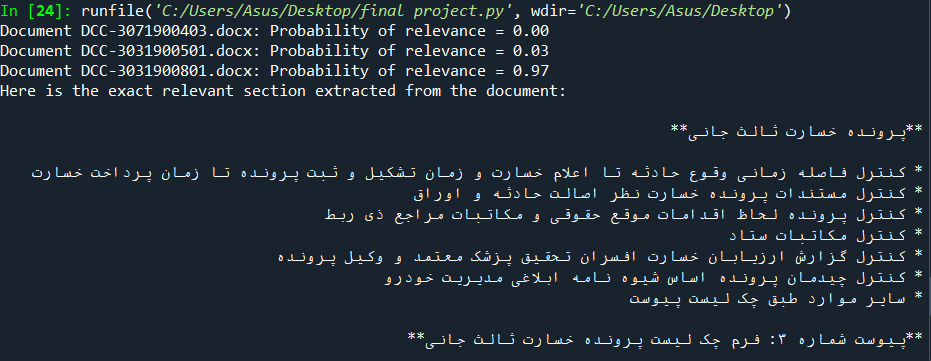 In [24]: runfile('C:/Users/Asus/Desktop/final project.py', wdir='C:/Users/Asus/Desktop')
Document DCC-3071900403.docx: Probability of relevance = 0.00
Document DCC-3031900501.docx: Probability of relevance = 0.03
Document DCC-3031900801.docx: Probability of relevance = 0.97
Here is the exact relevant section extracted from the document:
**پرونده خسارت ثالث جانی**
* کنترل فاصله زمانی وقوع حادثه تا اعلام خسارت و زمان تشکیل و ثبت پرونده تا زمان پرداخت خسارت
* کنترل مستندات پرونده خسارت نظر اصالت حادثه و اوراق
* کنترل پرونده لحاظ اقدامات موقع حقوقی و مکاتبات مراجع ذی ربط
* کنترل مکاتبات ستاد
* کنترل گزارش ارزیابان خسارت افسران تحقیق پزشک معتمد و وکیل پرونده
* کنترل چیدمان پرونده اساس شیوه نامه ابلاغی مدیریت خودرو
* سایر موارد طبق چک لیست پیوست
**پیوست شماره ۳: فرم چک لیست پرونده خسارت ثالث جانی**